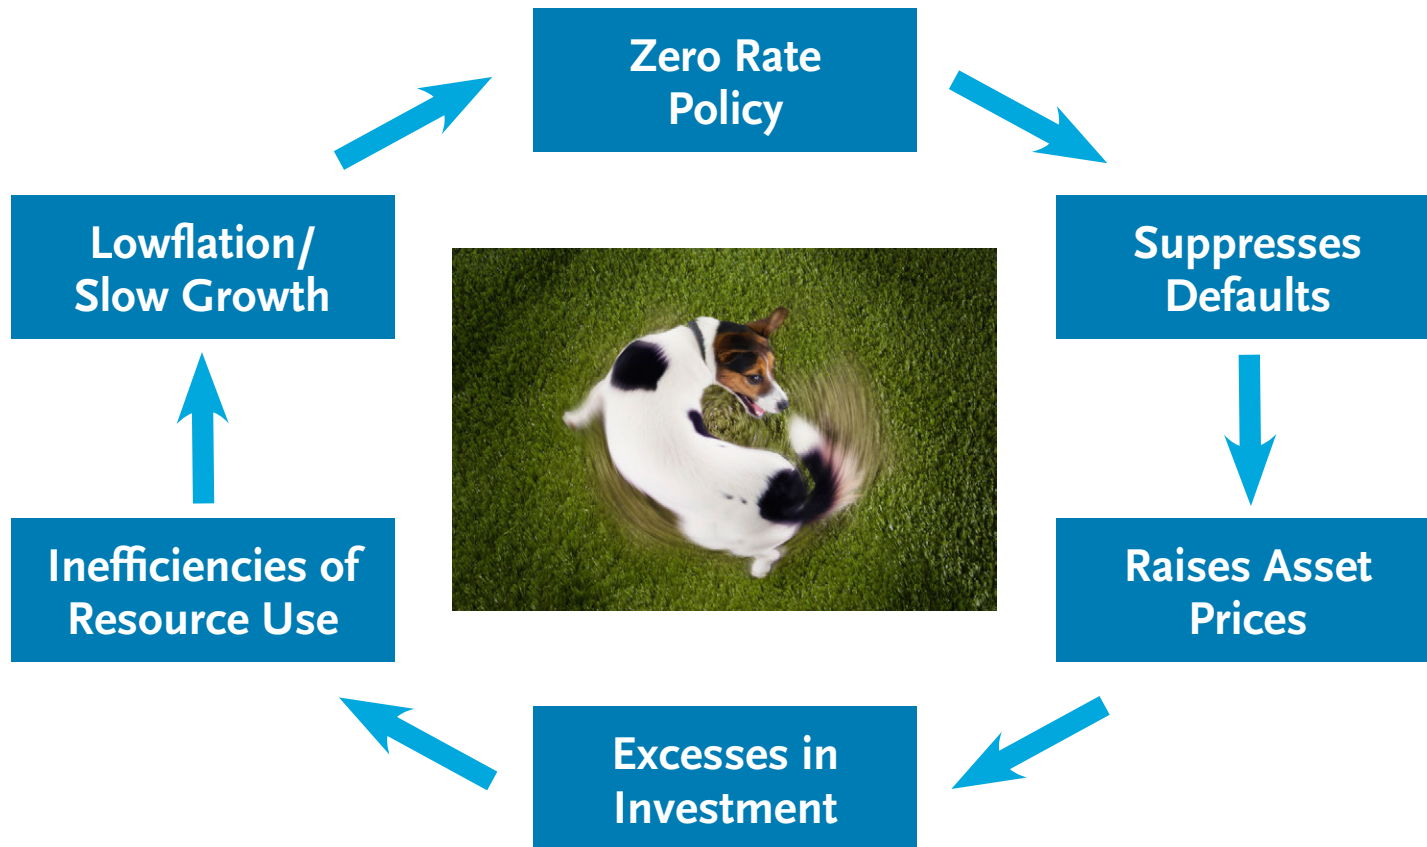 Zero Rate
Policy
Suppresses
Defaults
Raises Asset
Prices
Excesses in
Investment
Inefficiencies of
Resource Use
Lowflation/
Slow Growth